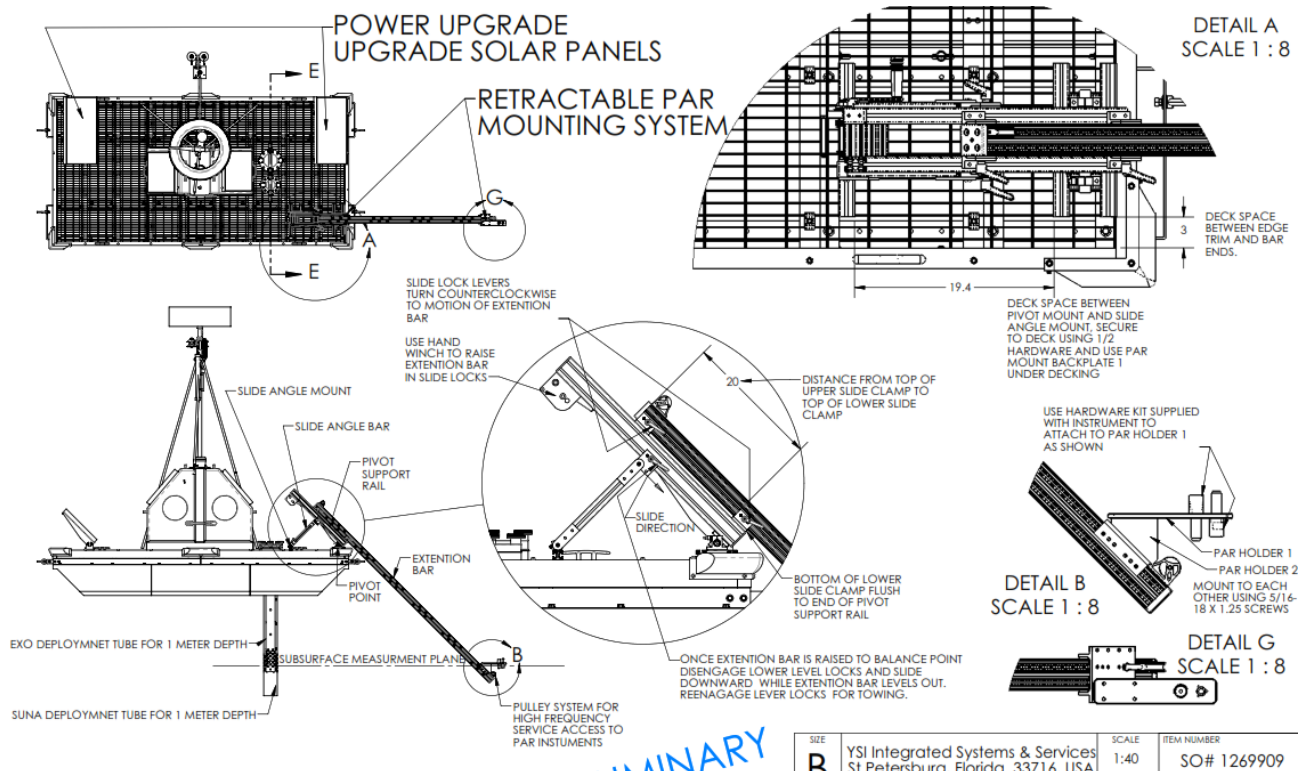 POWER UPGRADE
UPGRADE SOLAR PANELS
E
RETRACTABLE PAR
MOUNTING SYSTEM
G
A
E
DETAIL A
SCALE 1 : 8
3
DECK SPACE
BETWEEN EDGE
TRIM AND BAR
ENDS.
19.4
DECK SPACE BETWEEN
PIVOT MOUNT AND SLIDE
ANGLE MOUNT, SECURE
TO DECK USING 1/2
HARDWARE AND USE PAR
MOUNT BACKPLATE 1
UNDER DECKING
SLIDE LOCK LEVERS
TURN COUNTERCLOCKWISE
TO MOTION OF EXTENTION
BAR
USE HAND
WINCH TO RAISE
EXTENTION BAR
IN SLIDE LOCKS
20
DISTANCE FROM TOP OF
UPPER SLIDE CLAMP TO
TOP OF LOWER SLIDE
CLAMP
SLIDE ANGLE MOUNT
SLIDE ANGLE BAR
PIVOT
SUPPORT
RAIL
SLIDE
DIRECTION
EXTENTION
BAR
PIVOT
POINT
BOTTOM OF LOWER
SLIDE CLAMP FLUSH
TO END OF PIVOT
SUPPORT RAIL
EXO DEPLOYMNET TUBE FOR 1 METER DEPTH
SUBSURFACE MEASURMENT PLANE
B
SUNA DEPLOYMNET TUBE FOR 1 METER DEPTH
PULLEY SYSTEM FOR
HIGH FREQUENCY
SERVICE ACCESS TO
PAR INSTUMENTS
ONCE EXTENTION BAR IS RAISED TO BALANCE POINT
DISENGAGE LOWER LEVEL LOCKS AND SLIDE
DOWNWARD WHILE EXTENTION BAR LEVELS OUT.
REENAGAGE LEVER LOCKS FOR TOWING.
USE HARDWARE KIT SUPPLIED
WITH INSTRUMENT TO
ATTACH TO PAR HOLDER 1
AS SHOWN
PAR HOLDER 1
PAR HOLDER 2
MOUNT TO EACH
OTHER USING 5/16-
18 X 1.25 SCREWS
DETAIL B
SCALE 1 : 8
DETAIL G
SCALE 1 : 8
SIZE
B
YSI Integrated Systems & Services
St Petersburg, Florida, 33716, USA
SCALE
1:40
ITEM NUMBER
SO# 1269909